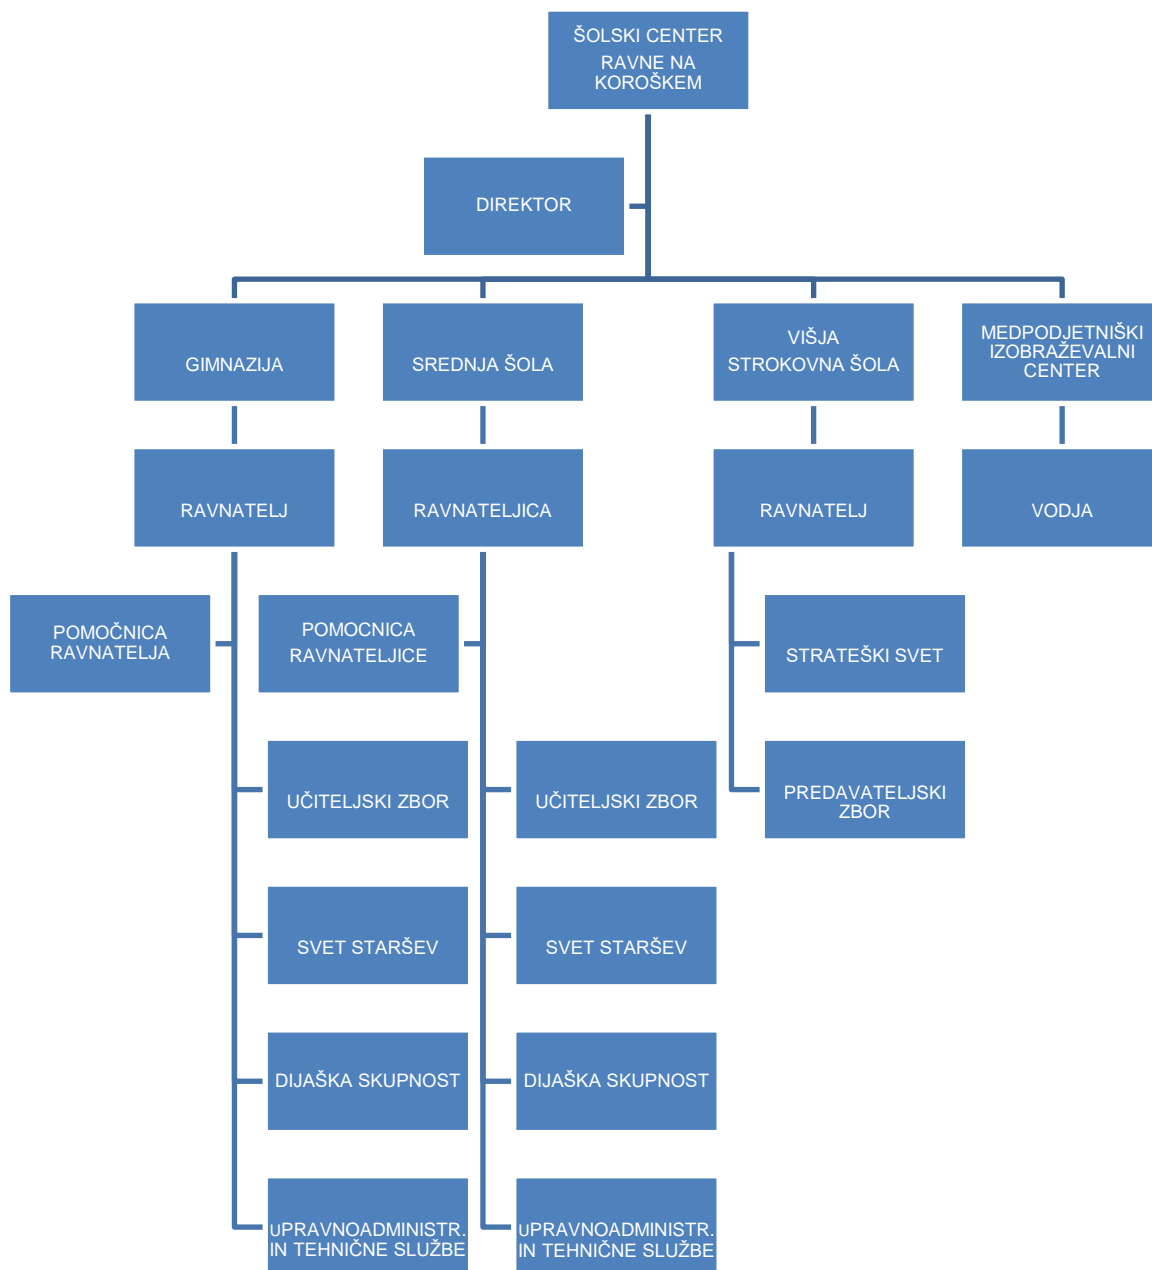 ŠOLSKI CENTER
RAVNE NA
KOROŠKEM
DIREKTOR
GIMNAZIJA
SREDNJA ŠOLA
VIŠJA
STROKOVNA ŠOLA
MEDPODJETNIŠKI
IZOBRAŽEVALNI
CENTER
RAVNATELJ
RAVNATELJICA
RAVNATELJ
VODJA
POMOČNICA
RAVNATELJA
POMOCNICA
RAVNATELJICE
STRATEŠKI SVET
UČITELJSKI ZBOR
UČITELJSKI ZBOR
PREDAVATELJSKI
ZBOR
SVET STARŠEV
SVET STARŠEV
DIJAŠKA SKUPNOST
DIJAŠKA SKUPNOST
uPRAVNOADMINISTR.
IN TEHNIČNE SLUŽBE
uPRAVNOADMINISTR.
IN TEHNIČNE SLUŽBE